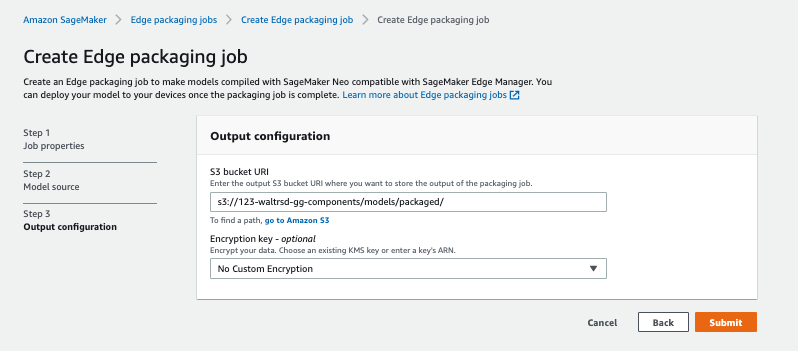 Amazon SageMaker > Edge packaging jobs > Create Edge packaging job > Create Edge packaging job
Create Edge packaging job
Create an Edge packaging job to make models compiled with SageMaker Neo compatible with SageMaker Edge Manager. You
can deploy your model to your devices once the packaging job is complete. Learn more about Edge packaging jobs
Step 1
Job properties
Step 2
Model source
Step 3
Output configuration
Output configuration
S3 bucket URI
Enter the output S3 bucket URI where you want to store the output of the packaging job.
s3://123-waltrsd-gg-components/models/packaged/
To find a path, go to Amazon S3
Encryption key - optional
Encrypt your data. Choose an existing KMS key or enter a key's ARN.
No Custom Encryption
Cancel Back Submit